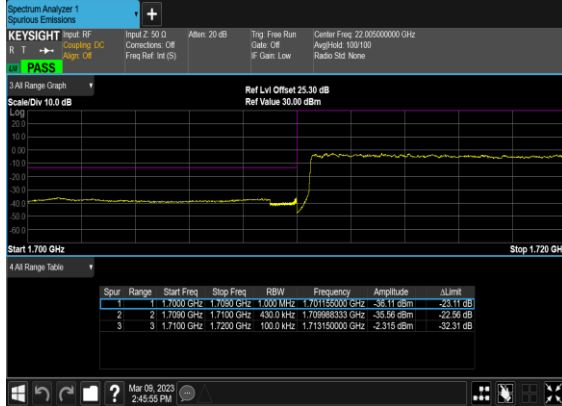 Spectrum Analyzer 1
Spurious Emissions
+
KEYSIGHT Input: RF Input Z: 50 Ω Atten: 20 dB Trig: Free Run Center Freq: 22.005000000 GHz
R T Coupling: DC Corrections: Off Gate: Off Avg|Hold: 100/100
Align: Off Freq Ref: Int (S) IF Gain: Low Radio Std: None
PASS
3 All Range Graph Ref Lvl Offset 25.30 dB
Scale/Div 10.0 dB Ref Value 30.00 dBm
Log
20.0
10.0
0.00
-10.0
-20.0
-30.0
-40.0
-50.0
-60.0
Start 1.700 GHz Stop 1.720 GH
4 All Range Table
Spur Range Start Freq Stop Freq RBW Frequency Amplitude ΔLimit
1 1 1.7000 GHz 1.7090 GHz 1.000 MHz 1.701155000 GHz -36.11 dBm -23.11 dB
2 2 1.7090 GHz 1.7100 GHz 430.0 kHz 1.709988333 GHz -35.56 dBm -22.56 dB
3 3 1.7100 GHz 1.7200 GHz 100.0 kHz 1.713150000 GHz -2.315 dBm -32.31 dB
? Mar 09, 2023
2:45:55 PM